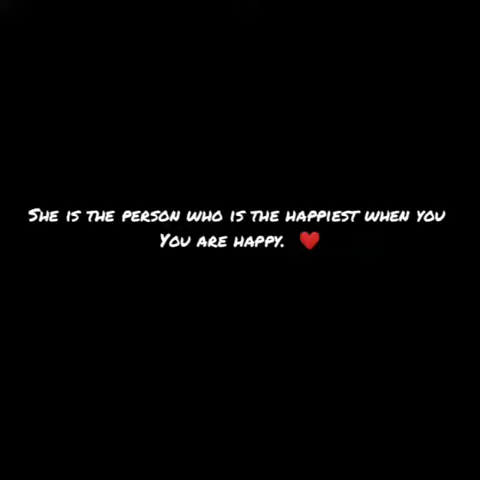 She is the person who is the happiest when you
You are happy. ❤️